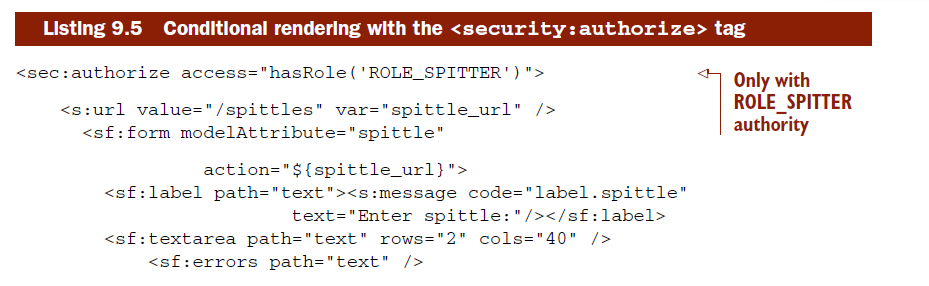 Listing 9.5 Conditional rendering with the <security:authorize> tag
<sec:authorize access="hasRole('ROLE_SPITTER')">
Only with
ROLE_SPITTER
authority
<s:url value="/spittles" var="spittle_url" />
<sf:form modelAttribute="spittle"
action="${spittle_url}">
<sf:label path="text"><s:message code="label.spittle"
text="Enter spittle:"/></sf:label>
<sf:textarea path="text" rows="2" cols="40" />
<sf:errors path="text" />